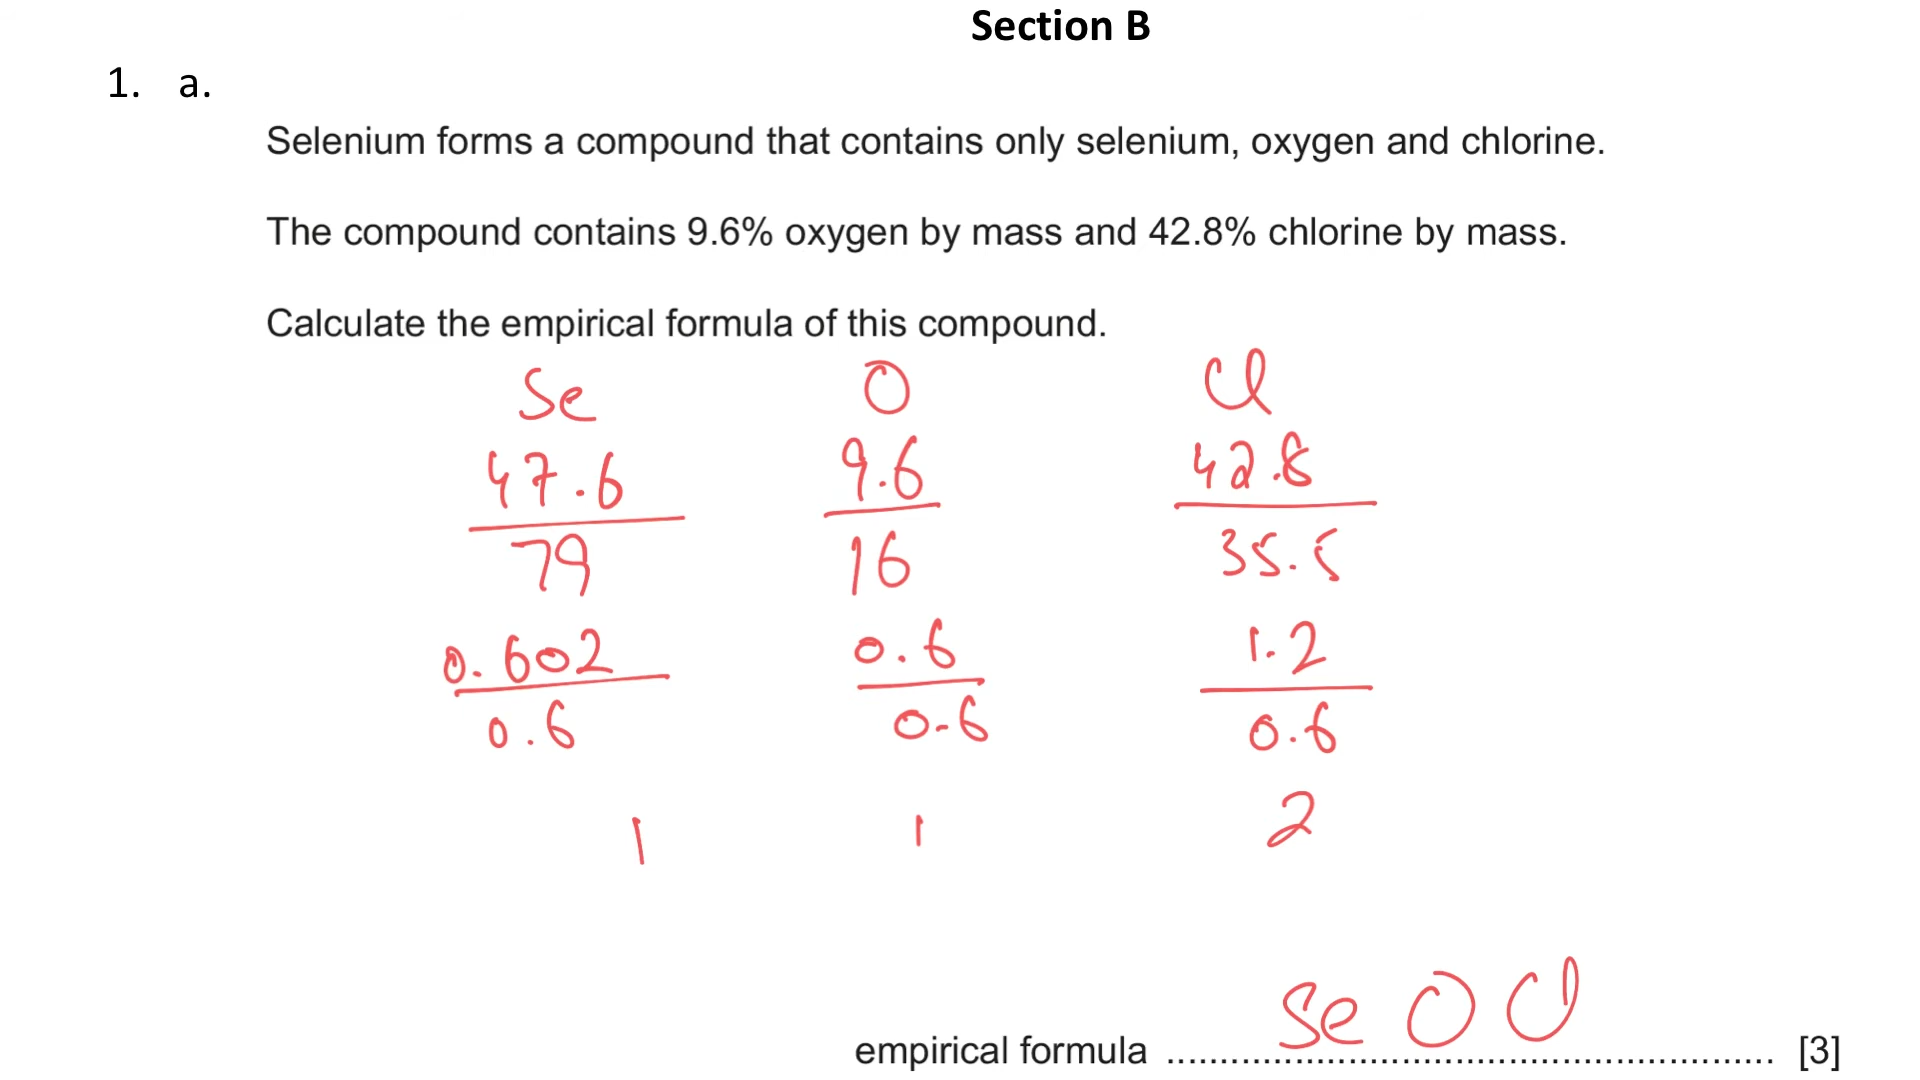 Section B
1. a.
Selenium forms a compound that contains only selenium, oxygen and chlorine.
The compound contains 9.6% oxygen by mass and 42.8% chlorine by mass.
Calculate the empirical formula of this compound.
Se O Cl
47.6 9.6 42.8
79 16 35.5
0.602 0.6 1.2
0.6 0.6 0.6
1 1 2
Se O Cl
empirical formula ........................................................ [3]